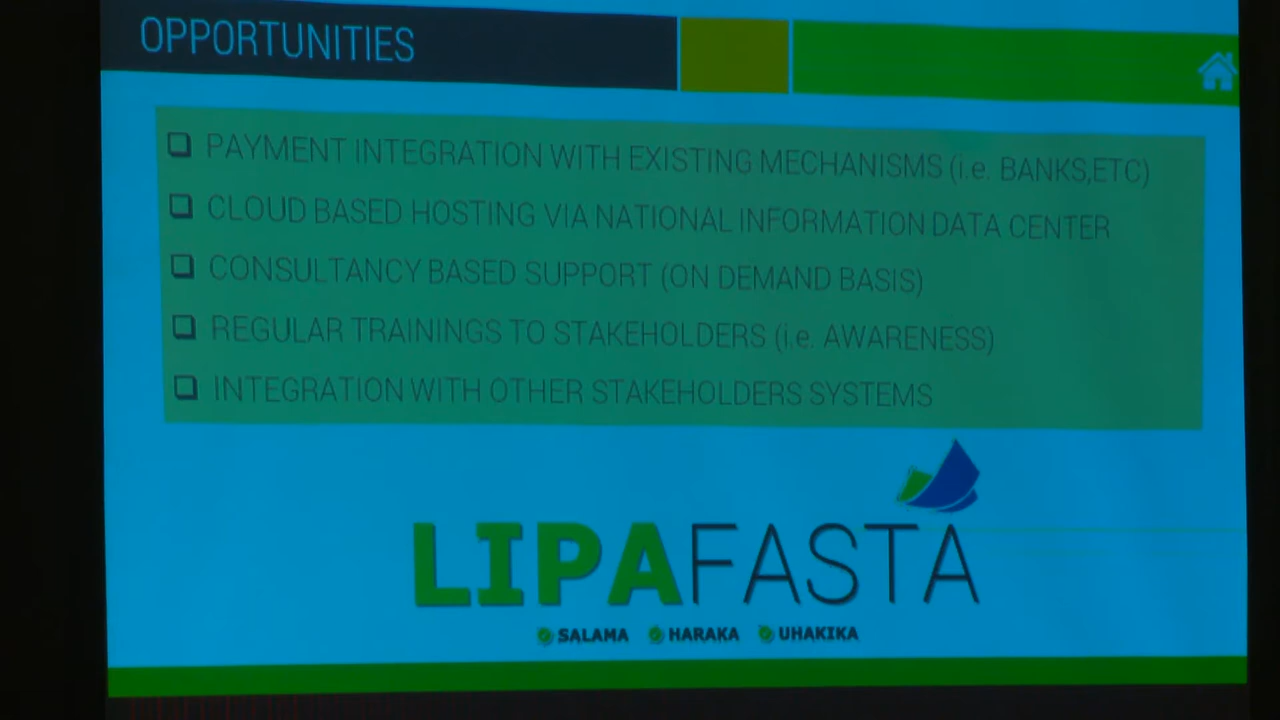 OPPORTUNITIES
PAYMENT INTEGRATION WITH EXISTING MECHANISMS (i.e. BANKS,ETC)
CLOUD BASED HOSTING VIA NATIONAL INFORMATION DATA CENTER
CONSULTANCY BASED SUPPORT (ON DEMAND BASIS)
REGULAR TRAININGS TO STAKEHOLDERS (i.e. AWARENESS)
INTEGRATION WITH OTHER STAKEHOLDERS SYSTEMS
LIPAFASTA
SALAMA HARAKA UHAKIKA